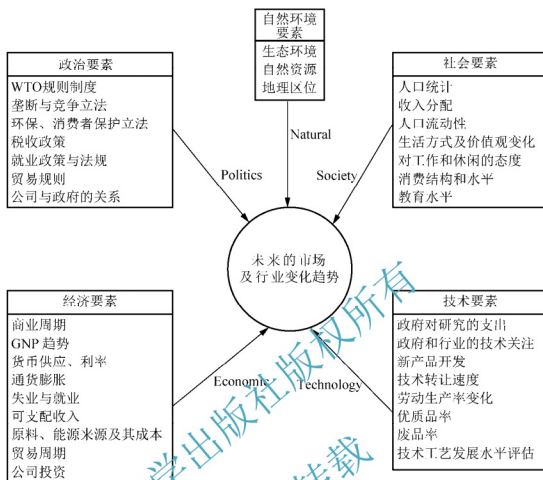 自然环境
要素
生态环境
自然资源
地理区位
政治要素
WTO规则制度
垄断与竞争立法
环保、消费者保护立法
税收政策
就业政策与法规
贸易规则
公司与政府的关系
社会要素
人口统计
收入分配
人口流动性
生活方式及价值观变化
对工作和休闲的态度
消费结构和水平
教育水平
Natural
Politics
Society
未来的市场
及行业变化趋势
经济要素
商业周期
GNP 趋势
货币供应、利率
通货膨胀
失业与就业
可支配收入
原料、能源来源及其成本
贸易周期
公司投资
Economic
Technology
技术要素
政府对研究的支出
政府和行业的技术关注
新产品开发
技术转让速度
劳动生产率变化
优质品率
废品率
技术工艺发展水平评估
学出版社版权所有
转载